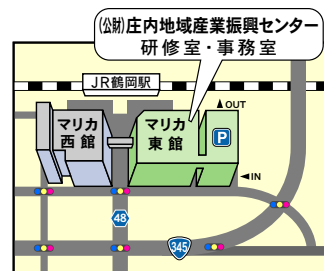 (公財)庄内地域産業振興センター
研修室・事務室
JR鶴岡駅
OUT
マリカ
西館
マリカ
東館
P
IN
48
345